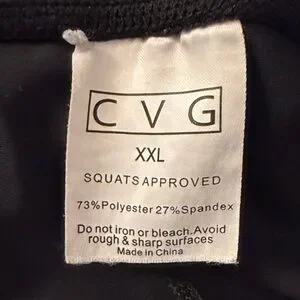 CVG
XXL
SQUATS APPROVED
73%Polyester 27%Spandex
Do not iron or bleach.Avoid
rough & sharp surfaces
Made in China